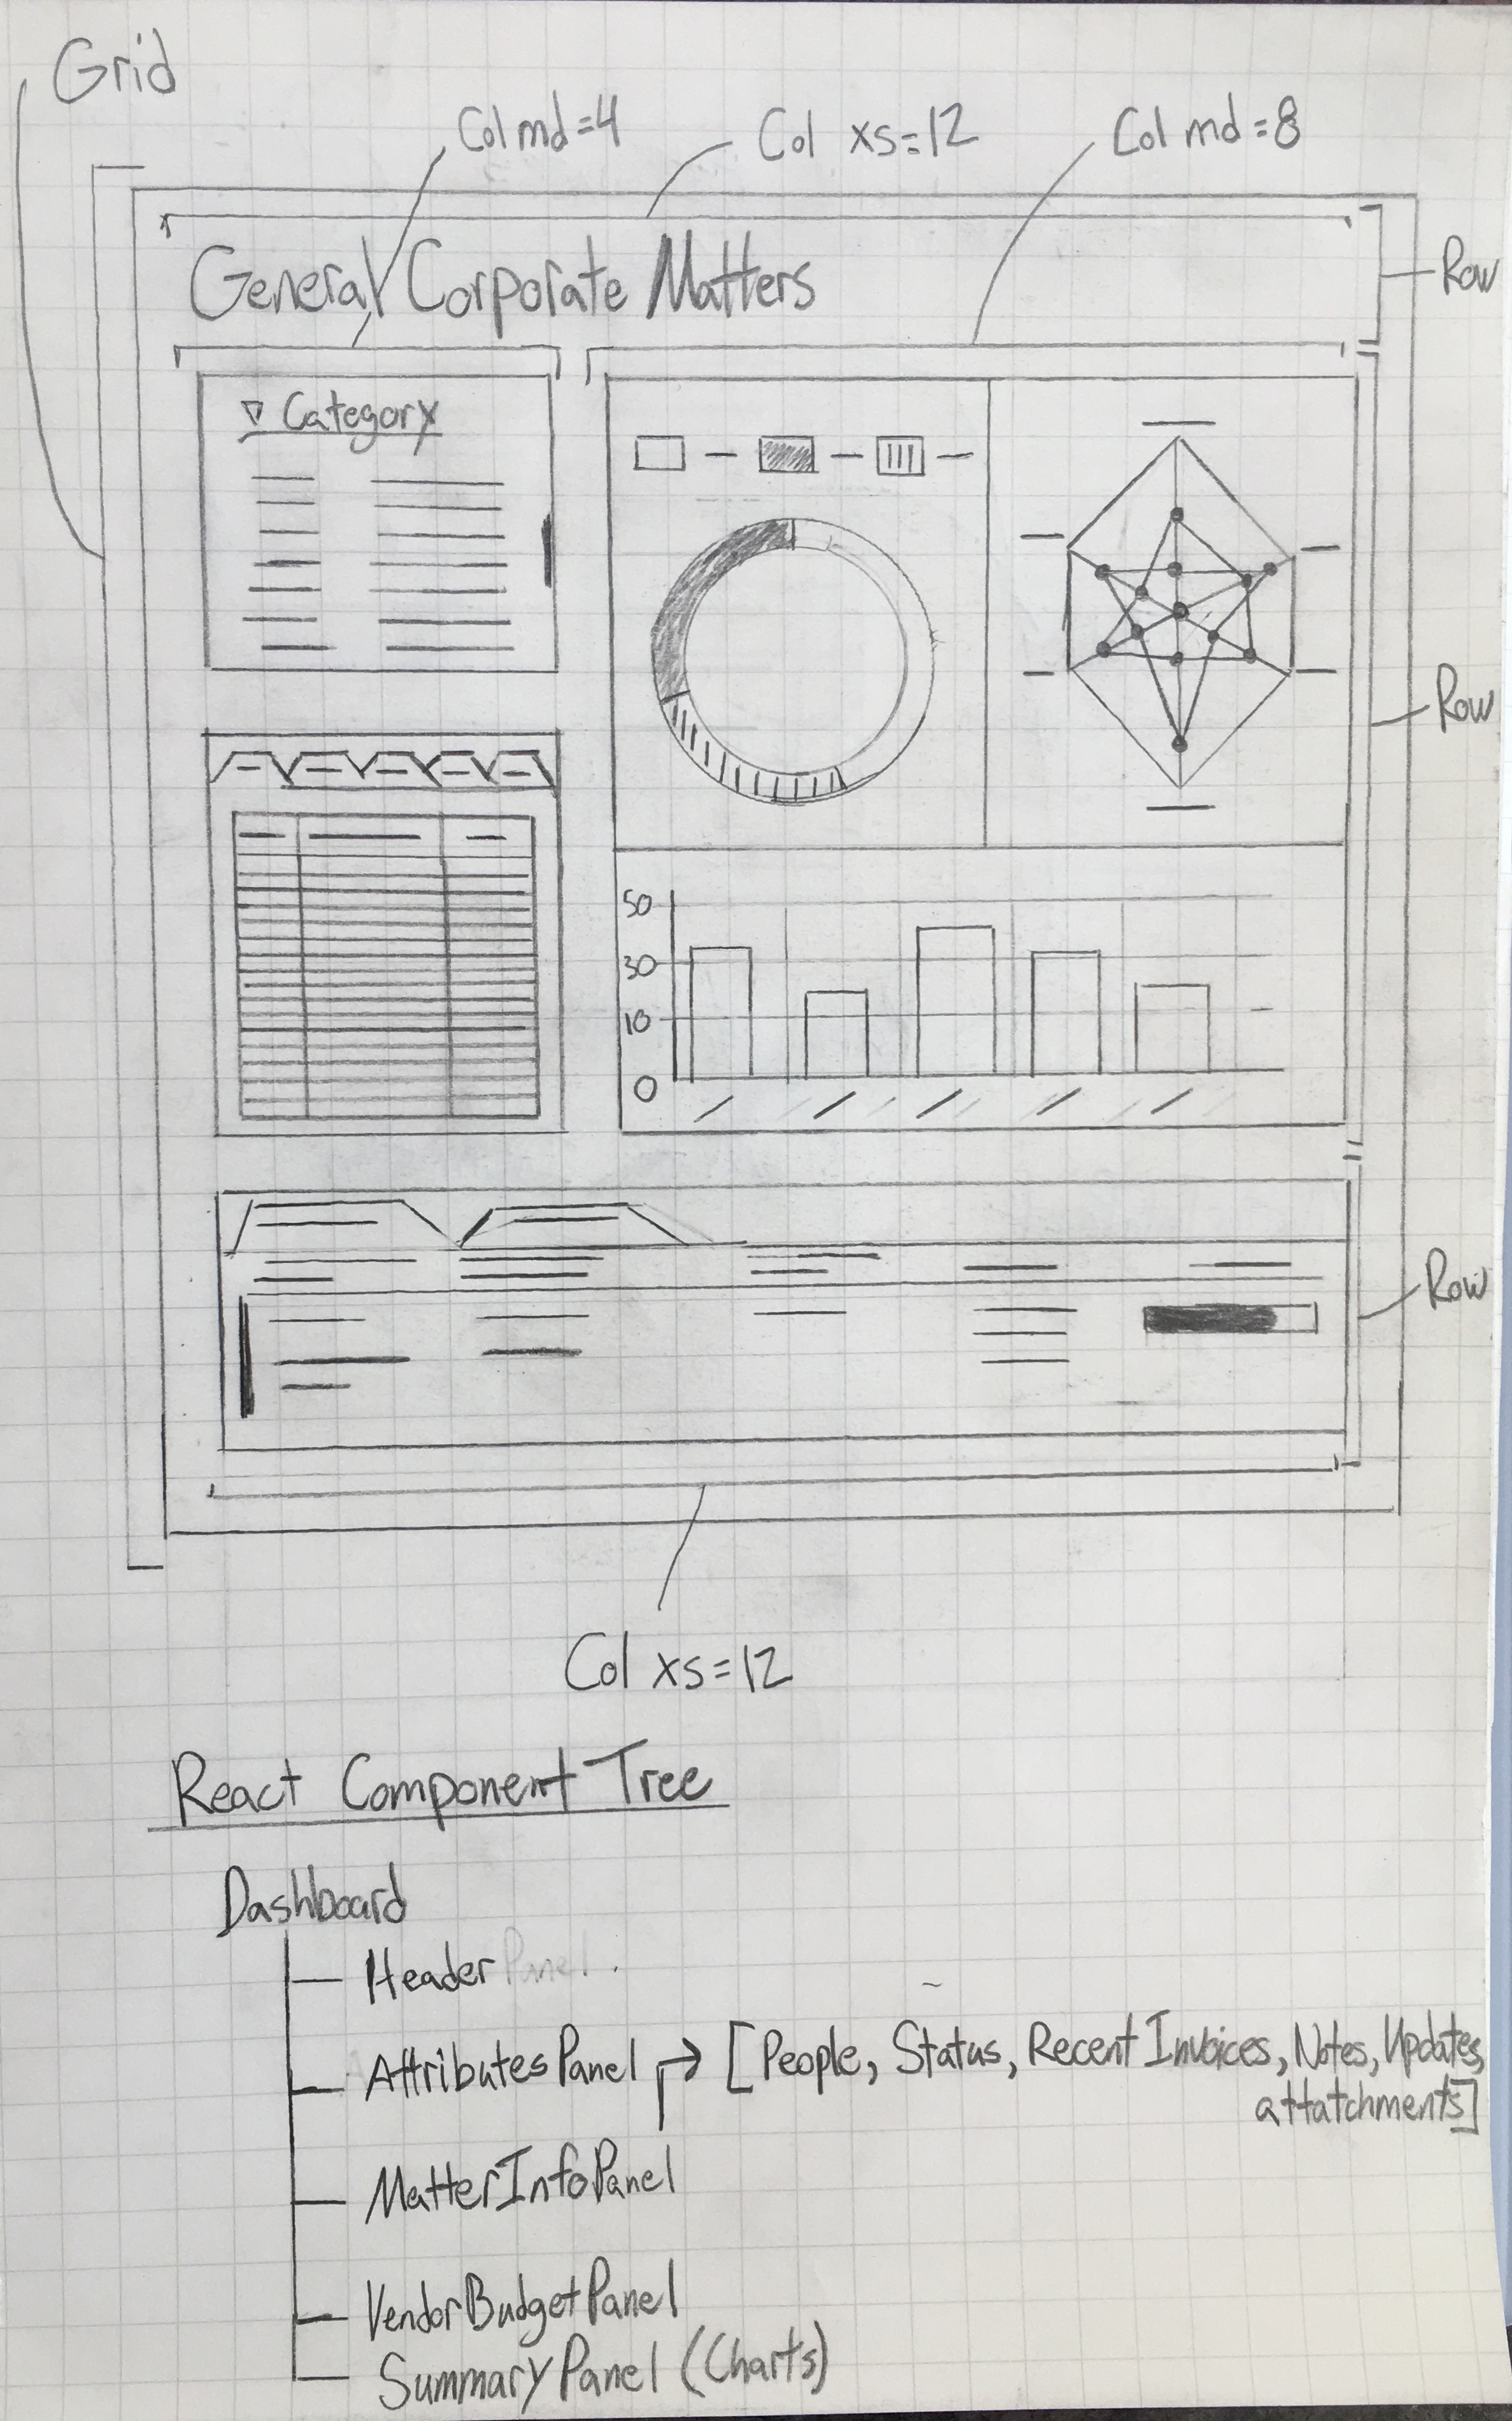 Grid
Col md=4
Col xs=12
Col md=8
General Corporate Matters
Row
Category
Row
50
30
10
0
Row
Col xs=12
React Component Tree
Dashboard
Header Panel
AttributesPanel
[People, Status, Recent Invoices, Notes, Updates,
attatchments]
MatterInfoPanel
VendorBudgetPanel
SummaryPanel (Charts)